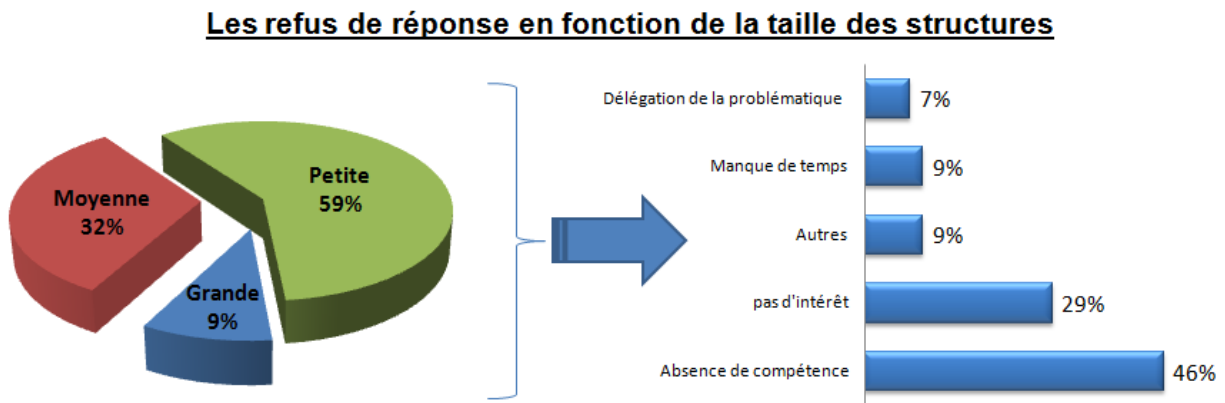 Les refus de réponse en fonction de la taille des structures
Moyenne
32%
Petite
59%
Grande
9%
Délégation de la problématique
7%
Manque de temps
9%
Autres
9%
pas d'intérêt
29%
Absence de compétence
46%